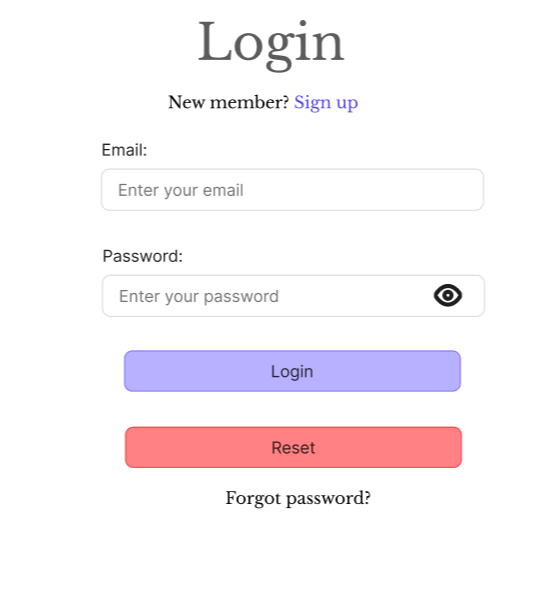 Login
New member? Sign up
Email:
Enter your email
Password:
Enter your password
Login
Reset
Forgot password?